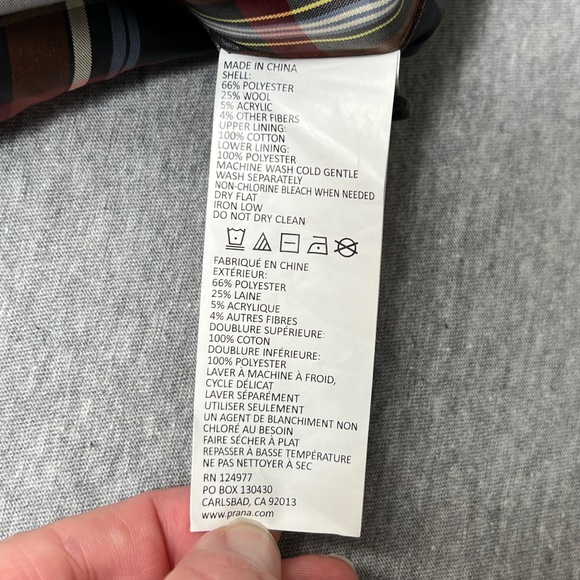 MADE IN CHINA
SHELL:
66% POLYESTER
25% WOOL
5% ACRYLIC
4% OTHER FIBERS
UPPER LINING:
100% COTTON
LOWER LINING:
100% POLYESTER
MACHINE WASH COLD GENTLE
WASH SEPARATELY
NON-CHLORINE BLEACH WHEN NEEDED
DRY FLAT
IRON LOW
DO NOT DRY CLEAN
FABRIQUÉ EN CHINE
EXTÉRIEUR:
66% POLYESTER
25% LAINE
5% ACRYLIQUE
4% AUTRES FIBRES
DOUBLURE SUPÉRIEURE:
100% COTON
DOUBLURE INFÉRIEURE:
100% POLYESTER
LAVER À MACHINE À FROID,
CYCLE DÉLICAT
LAVER SÉPARÉMENT
UTILISER SEULEMENT
UN AGENT DE BLANCHIMENT NON
CHLORÉ AU BESOIN
FAIRE SÉCHER À PLAT
REPASSER À BASSE TEMPÉRATURE
NE PAS NETTOYER À SEC
RN 124977
PO BOX 130430
CARLSBAD, CA 92013
www.prana.com